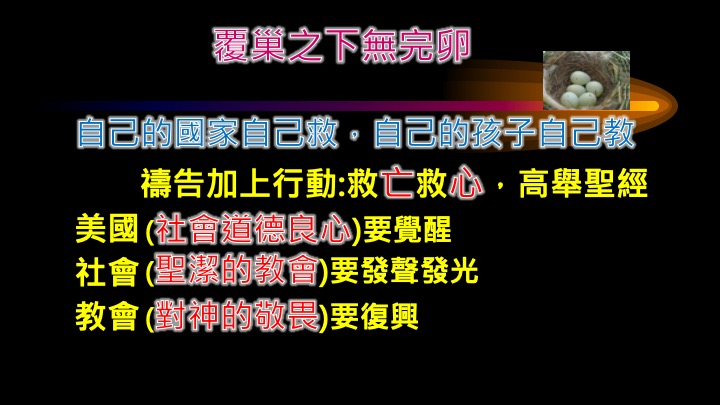 覆巢之下無完卵
自己的國家自己救，自己的孩子自己教
禱告加上行動:救亡救心，高舉聖經
美國(社會道德良心)要覺醒
社會(聖潔的教會)要發聲發光
教會(對神的敬畏)要復興